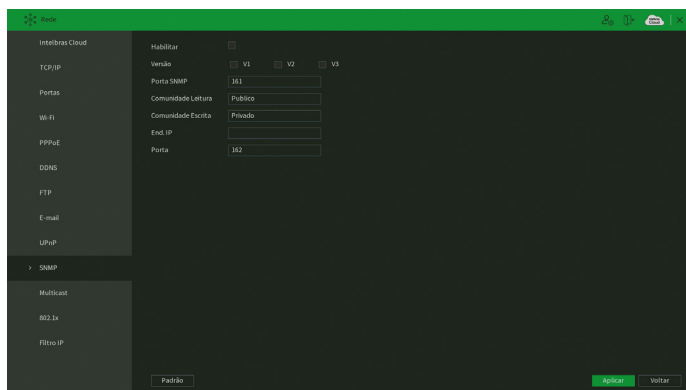 Rede
Intelbras Cloud
TCP/IP
Portas
Wi-Fi
PPPoE
DDNS
FTP
E-mail
UPnP
SNMP
Multicast
802.1x
Filtro IP
Habilitar
Versão V1 V2 V3
Porta SNMP 161
Comunidade Leitura Publico
Comunidade Escrita Privado
End. IP
Porta 162
Padrão Aplicar Voltar